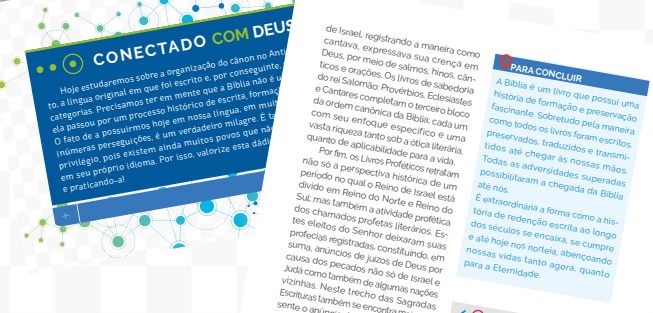 CONECTADO COM DEUS
Hoje estudaremos sobre a organização do cânon no Anti
to, a língua original em que foi escrito e, por conseguinte,
categorias. Precisamos ter em mente que a Bíblia não é u
ela passou por um processo histórico de escrita, formaç
O fato de a possuirmos hoje em nossa língua, em mui
inúmeras perseguições, é um verdadeiro milagre. É ta
privilégio, pois existem ainda muitos povos que não
em seu próprio idioma. Por isso, valorize esta dádi
e praticando-a!
de Israel, registrando a maneira como
cantava, expressava sua crença em
Deus, por meio de salmos, hinos, cân-
ticos e orações. Os livros de sabedoria
do rei Salomão: Provérbios, Eclesiastes
e Cantares completam o terceiro bloco
da ordem canônica da Bíblia; cada um
com seu enfoque específico e uma
vasta riqueza tanto sob a ótica literária,
quanto de aplicabilidade para a vida.
Por fim, os Livros Proféticos retratam
não só a perspectiva histórica de um
período no qual o Reino de Israel está
divido em Reino do Norte e Reino do
Sul; mas também a atividade profética
dos chamados profetas literários. Es-
tes eleitos do Senhor deixaram suas
profecias registradas, constituindo, em
suma, anúncios de juízos de Deus por
causa dos pecados não só de Israel e
Judá como também de algumas nações
vizinhas. Neste trecho das Sagradas
Escrituras também se encontra
sente o
PARA CONCLUIR
A Bíblia é um livro que possui uma
história de formação e preservação
fascinante. Sobretudo pela maneira
como todos os livros foram escritos,
preservados, traduzidos e transmi-
tidos até chegar às nossas mãos.
Todas as adversidades superadas
possibilitaram a chegada da Bíblia
até nós.
É extraordinária a forma como a his-
tória de redenção escrita ao longo
dos séculos se encaixa, se cumpre
e até hoje nos norteia, abençoando
nossas vidas tanto agora, quanto
para a Eternidade.